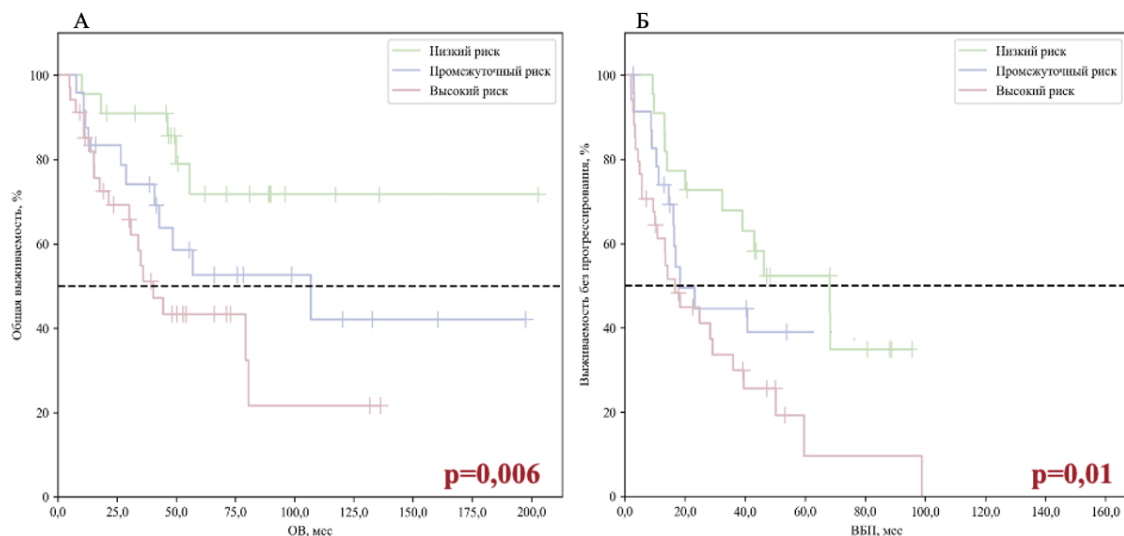 А
Общая выживаемость, %
100
80
60
40
20
0
0,0 25,0 50,0 75,0 100,0 125,0 150,0 175,0 200,0
ОВ, мес
Низкий риск
Промежуточный риск
Высокий риск
p=0,006
Б
Выживаемость без прогрессирования, %
100
80
60
40
20
0
0,0 20,0 40,0 60,0 80,0 100,0 120,0 140,0 160,0
ВБП, мес
Низкий риск
Промежуточный риск
Высокий риск
p=0,01